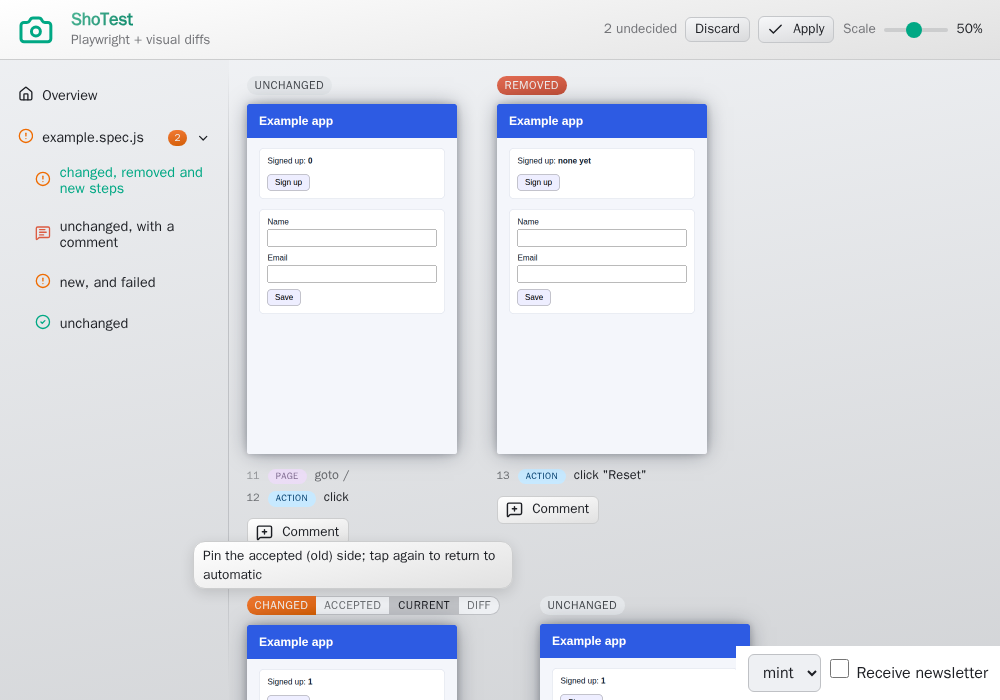 ShoTest
Playwright + visual diffs
2 undecided
Discard
Apply
Scale
50%
Overview
example.spec.js
2
changed, removed and
new steps
unchanged, with a
comment
new, and failed
unchanged
UNCHANGED
Example app
Signed up: 0
Sign up
Name
Email
Save
11 PAGE goto /
12 ACTION click
Comment
REMOVED
Example app
Signed up: none yet
Sign up
Name
Email
Save
13 ACTION click "Reset"
Comment
Pin the accepted (old) side; tap again to return to
automatic
CHANGED ACCEPTED CURRENT DIFF
Example app
Signed up: 1
UNCHANGED
Example app
Signed up: 1
mint
Receive newsletter